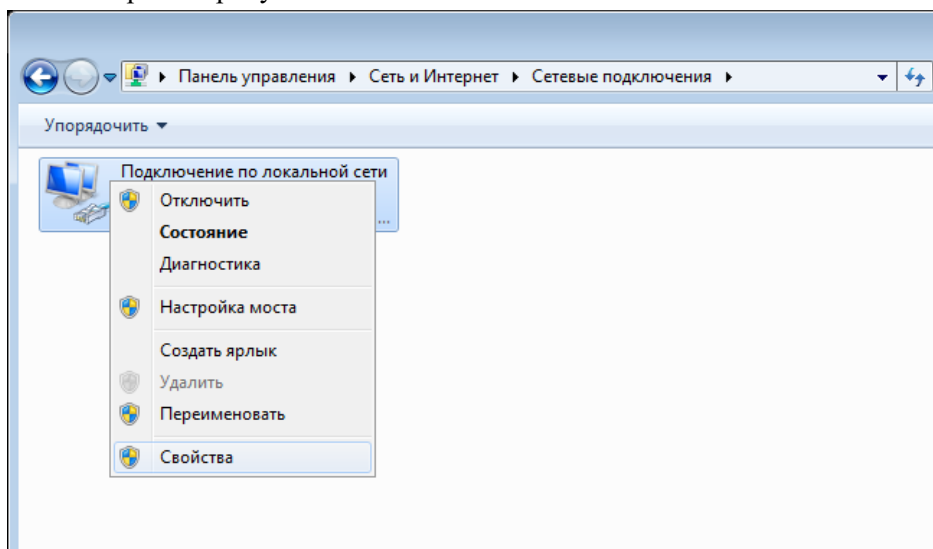 Панель управления ▸ Сеть и Интернет ▸ Сетевые подключения ▸
Упорядочить
Подключение по локальной сети
Отключить
...
Состояние
Диагностика
Настройка моста
Создать ярлык
Удалить
Переименовать
Свойства